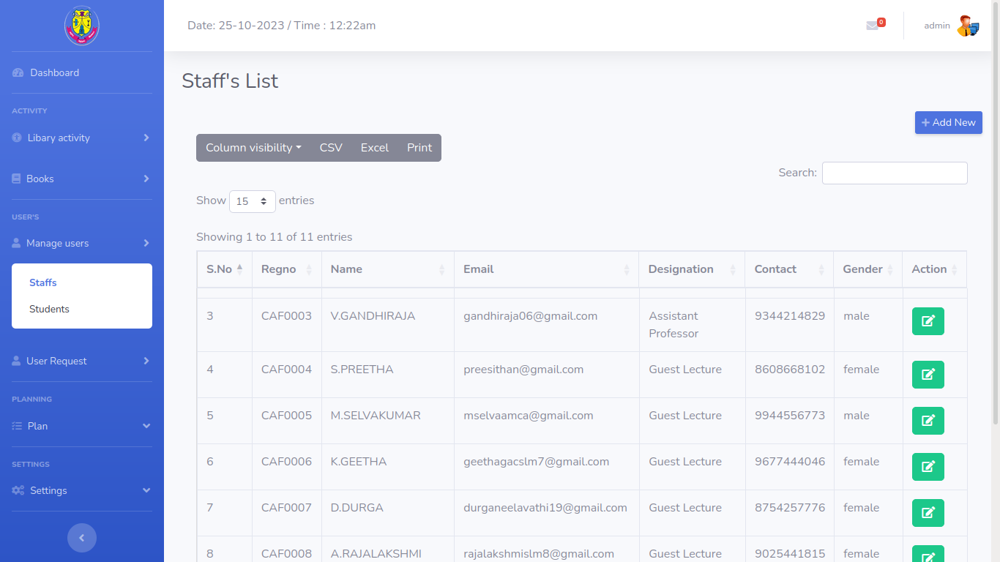 Date: 25-10-2023 / Time : 12:22am
0
admin
Dashboard
ACTIVITY
Libary activity
Books
USER'S
Manage users
Staffs
Students
User Request
PLANNING
Plan
SETTINGS
Settings
Staff's List
+ Add New
Column visibility CSV Excel Print
Search:
Show 15 entries
Showing 1 to 11 of 11 entries
S.No Regno Name Email Designation Contact Gender Action
3 CAF0003 V.GANDHIRAJA gandhiraja06@gmail.com Assistant Professor 9344214829 male
4 CAF0004 S.PREETHA preesithan@gmail.com Guest Lecture 8608668102 female
5 CAF0005 M.SELVAKUMAR mselvaamca@gmail.com Guest Lecture 9944556773 male
6 CAF0006 K.GEETHA geethagacslm7@gmail.com Guest Lecture 9677444046 female
7 CAF0007 D.DURGA durganeelavathi19@gmail.com Guest Lecture 8754257776 female
8 CAF0008 A.RAJALAKSHMI rajalakshmislm8@gmail.com Guest Lecture 9025441815 female